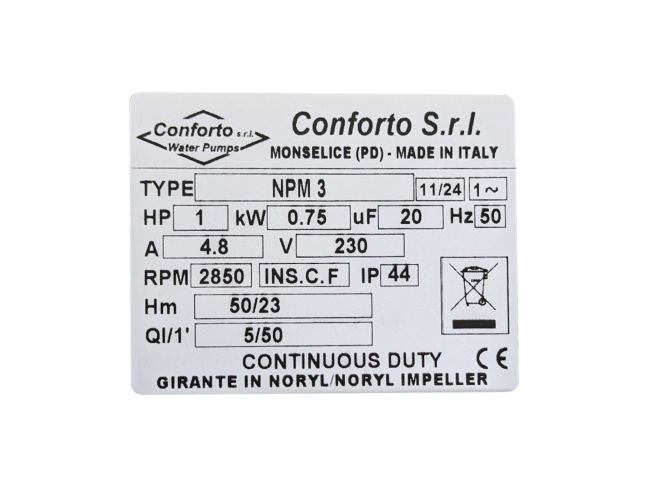 Conforto s.r.l.
Water Pumps
Conforto S.r.l.
MONSELICE (PD) - MADE IN ITALY
TYPE NPM 3 11/24 1~
HP 1 kW 0.75 uF 20 Hz 50
A 4.8 V 230
RPM 2850 INS.C.F IP 44
Hm 50/23
Ql/1' 5/50
CONTINUOUS DUTY CE
GIRANTE IN NORYL/NORYL IMPELLER